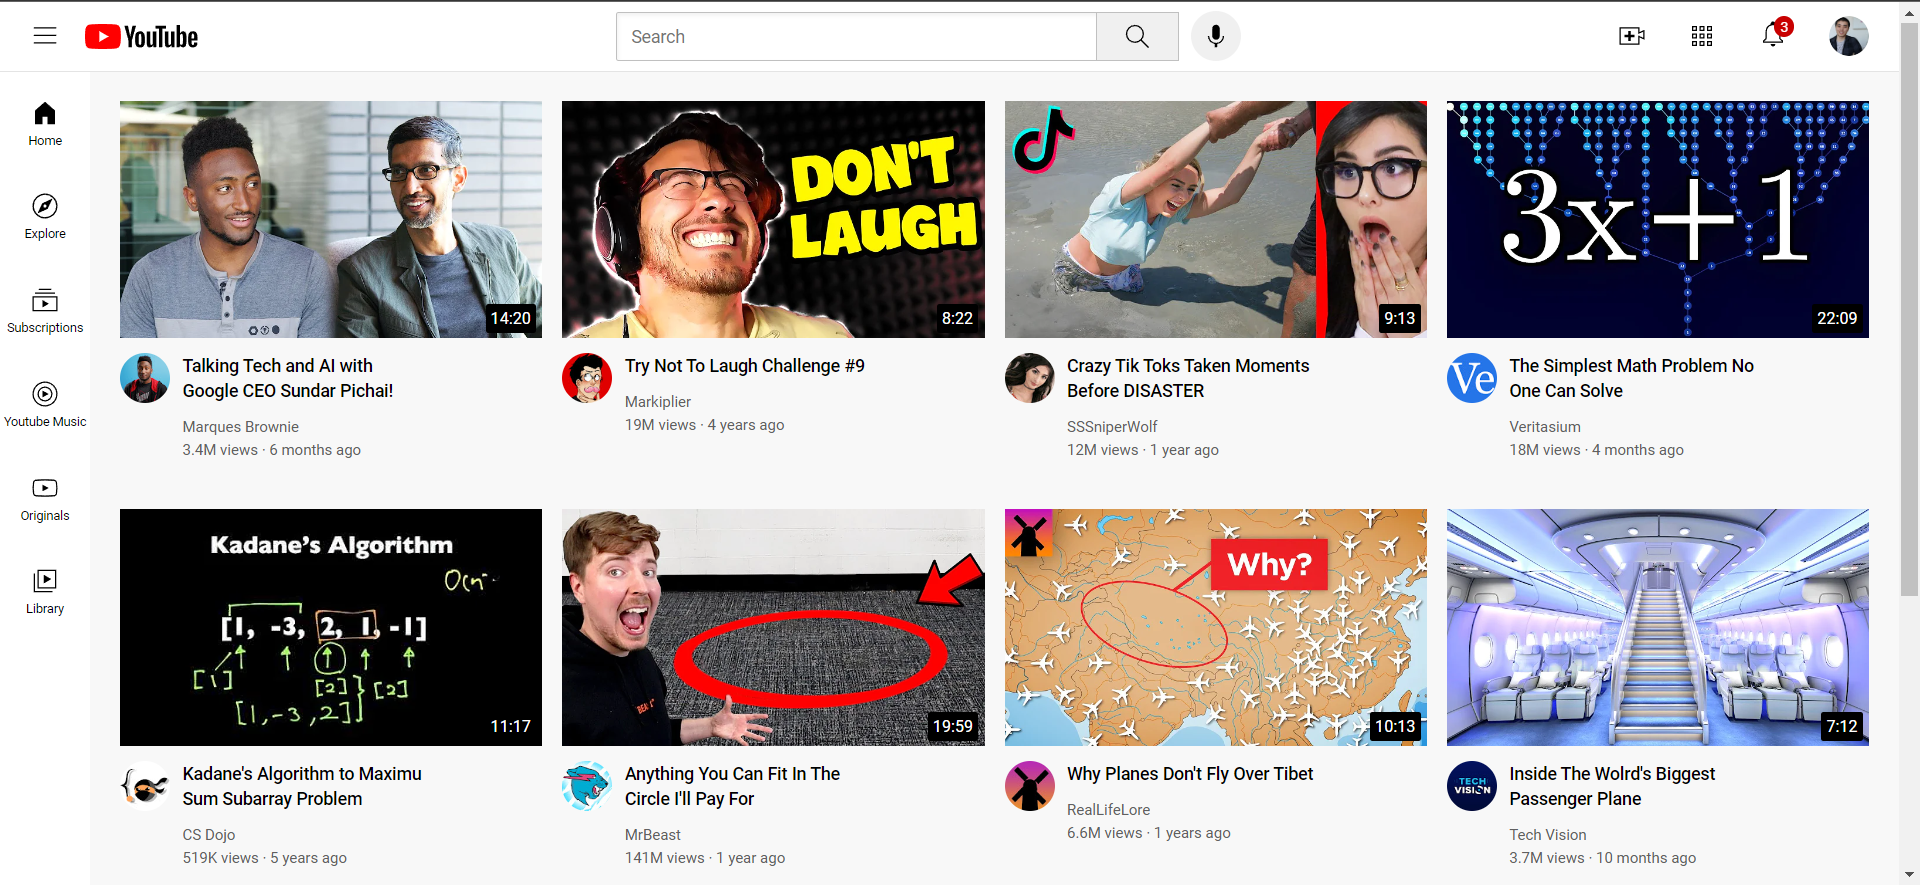 YouTube
Search
3
Home
Explore
Subscriptions
Youtube Music
Originals
Library
DON'T
LAUGH
3x+1
14:20
8:22
9:13
22:09
Talking Tech and AI with
Google CEO Sundar Pichai!
Marques Brownie
3.4M views · 6 months ago
Try Not To Laugh Challenge #9
Markiplier
19M views · 4 years ago
Crazy Tik Toks Taken Moments
Before DISASTER
SSSniperWolf
12M views · 1 year ago
Ve
The Simplest Math Problem No
One Can Solve
Veritasium
18M views · 4 months ago
Kadane's Algorithm
[1, -3, 2, 1, -1]
[1]
[2]
[2]
[1,-3,2]
11:17
19:59
Why?
10:13
7:12
Kadane's Algorithm to Maximu
Sum Subarray Problem
CS Dojo
519K views · 5 years ago
Anything You Can Fit In The
Circle I'll Pay For
MrBeast
141M views · 1 year ago
Why Planes Don't Fly Over Tibet
RealLifeLore
6.6M views · 1 years ago
TECH
VISION
Inside The Wolrd's Biggest
Passenger Plane
Tech Vision
3.7M views · 10 months ago